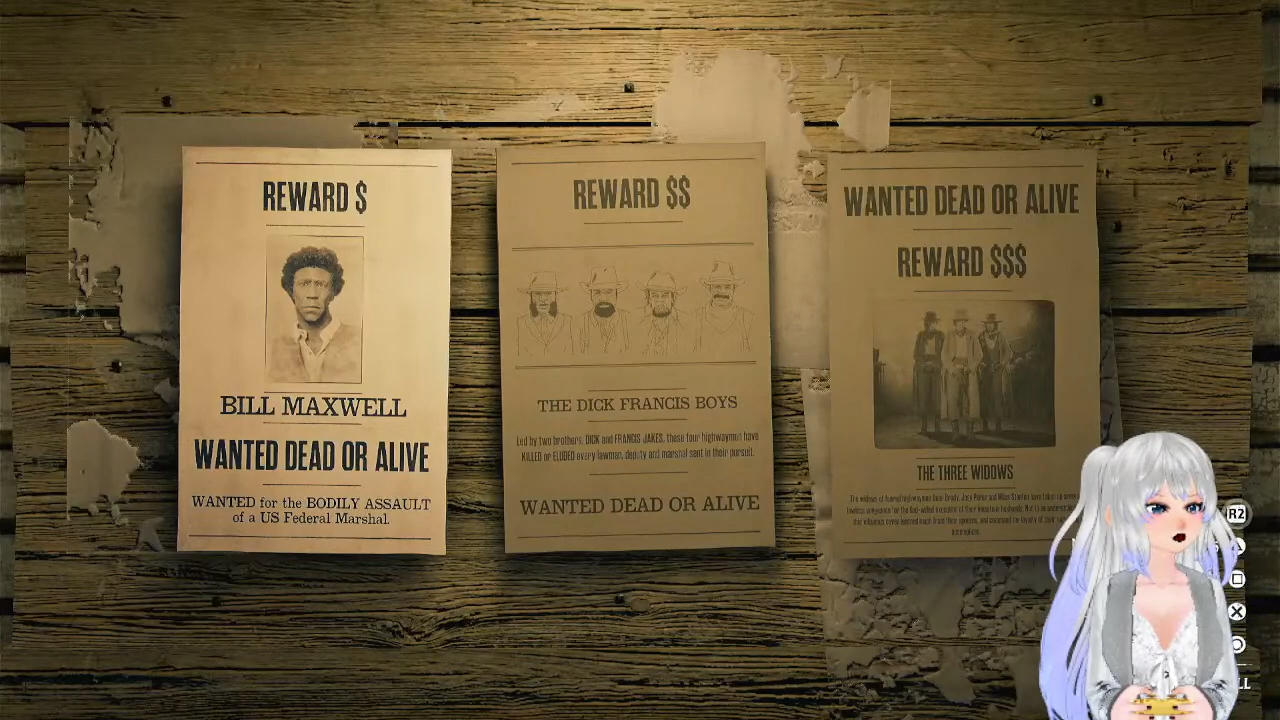 REWARD $
BILL MAXWELL
WANTED DEAD OR ALIVE
WANTED for the BODILY ASSAULT
of a US Federal Marshal.
REWARD $$
THE DICK FRANCIS BOYS
Led by two brothers, DICK and FRANCIS JAKES, these four highwaymen have
KILLED or ELUDED every lawman, deputy and marshal sent in their pursuit.
WANTED DEAD OR ALIVE
WANTED DEAD OR ALIVE
REWARD $$$
THE THREE WIDOWS
R2